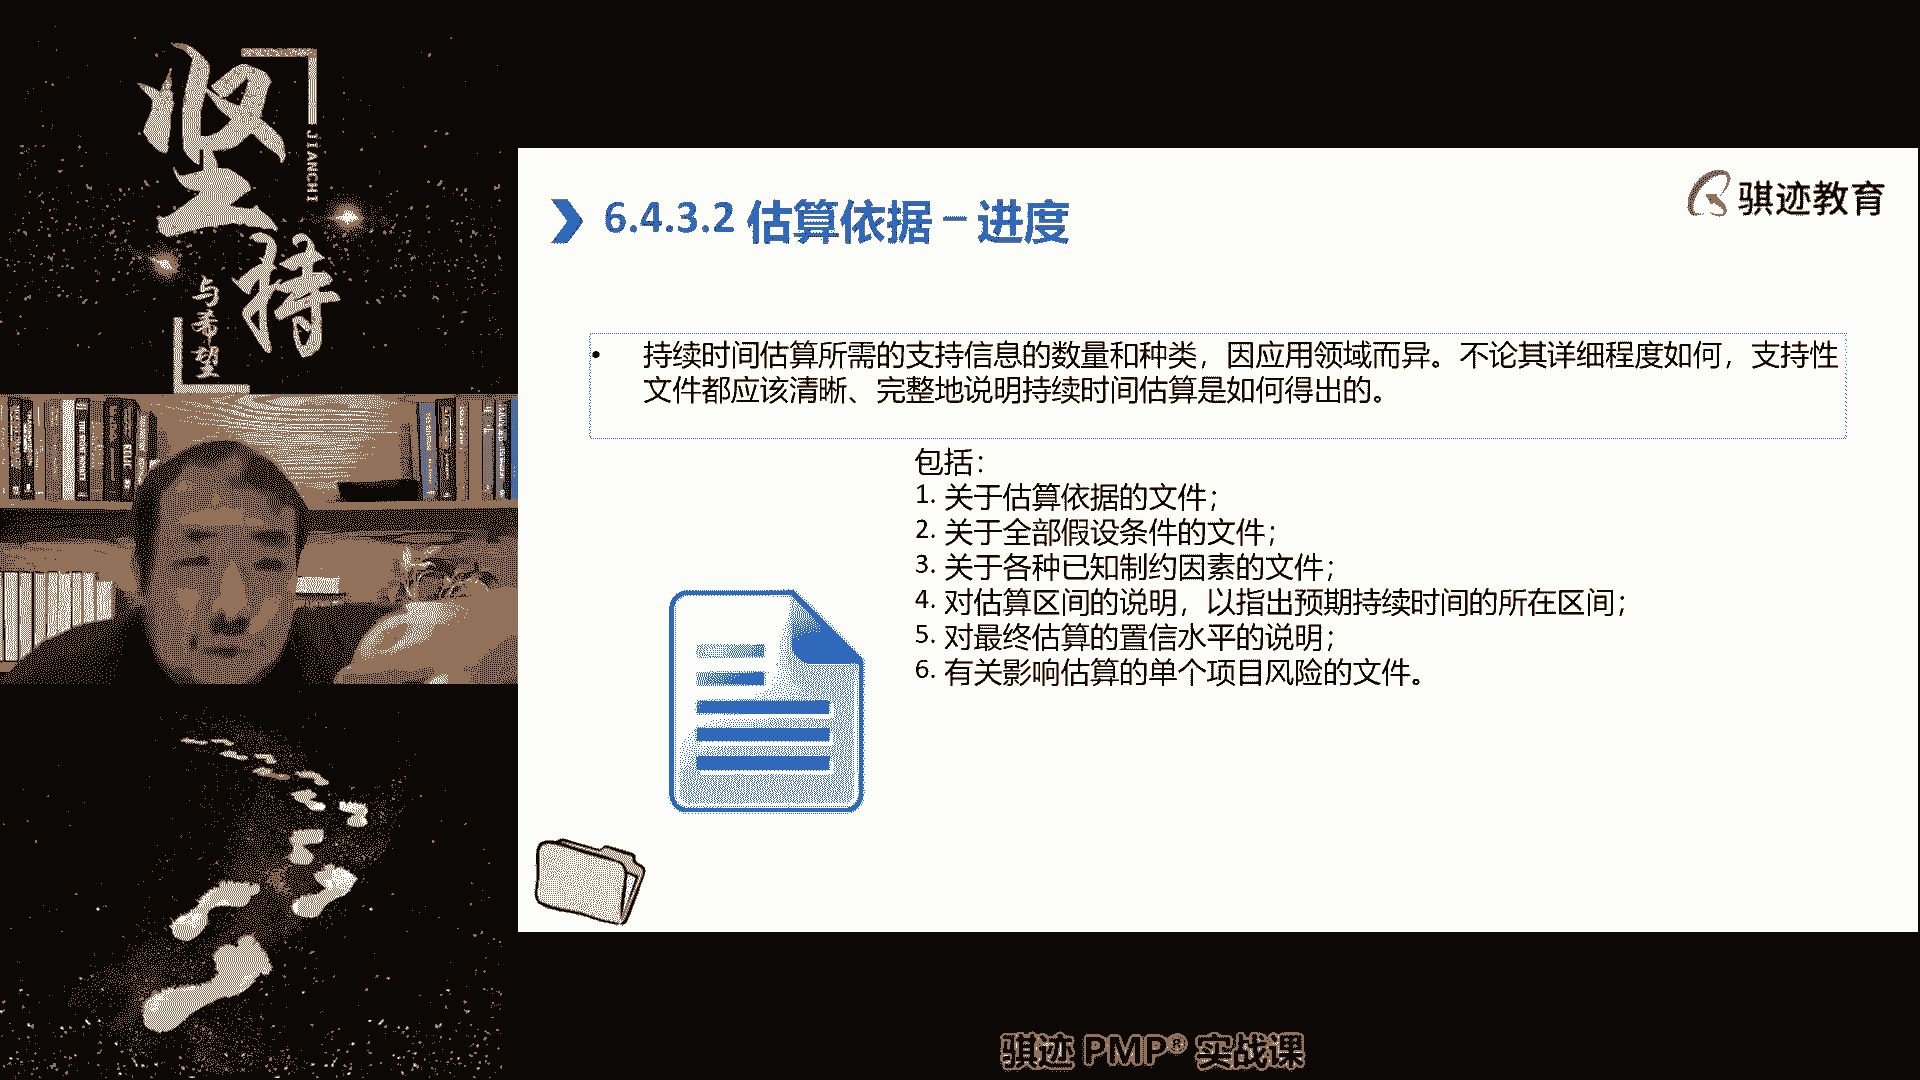 坚持
JIANCHI
与希望
骐迹教育
6.4.3.2 估算依据 – 进度
• 持续时间估算所需的支持信息的数量和种类，因应用领域而异。不论其详细程度如何，支持性
文件都应该清晰、完整地说明持续时间估算是如何得出的。
包括：
1. 关于估算依据的文件；
2. 关于全部假设条件的文件；
3. 关于各种已知制约因素的文件；
4. 对估算区间的说明，以指出预期持续时间的所在区间；
5. 对最终估算的置信水平的说明；
6. 有关影响估算的单个项目风险的文件。
骐迹 PMP® 实战课